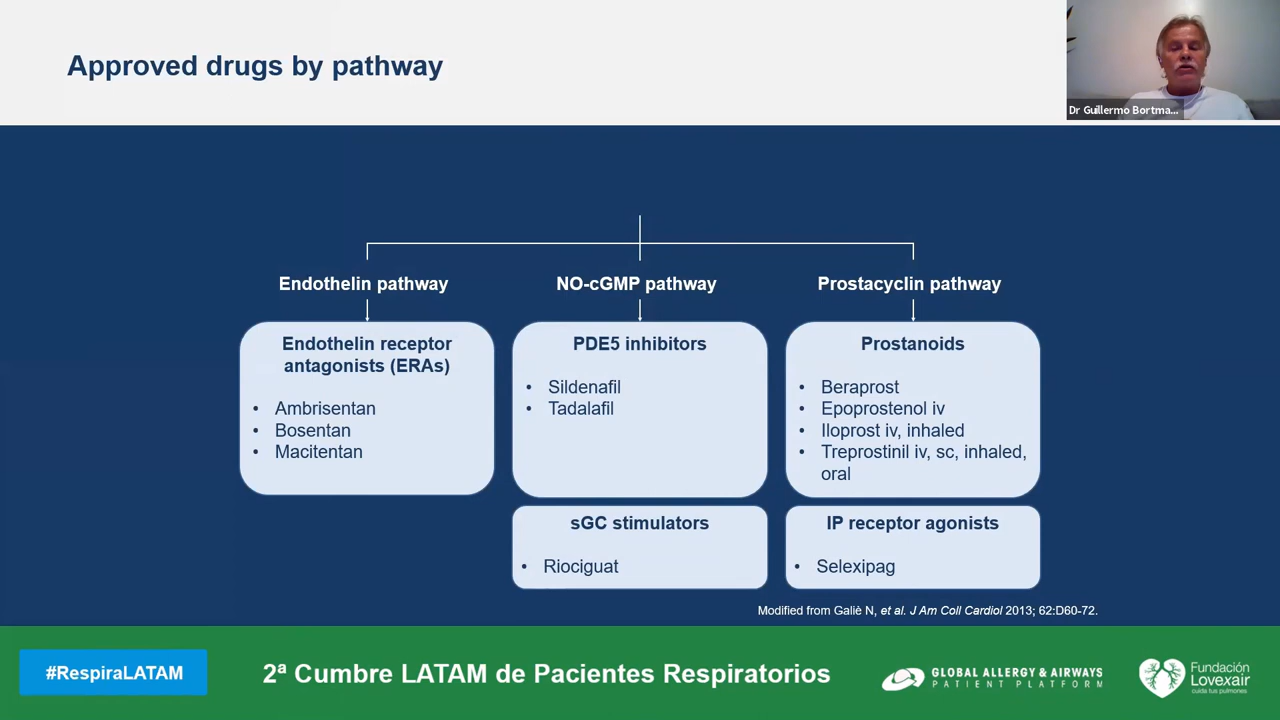 Approved drugs by pathway
Dr Guillermo Bortma...
Endothelin pathway
NO-cGMP pathway
Prostacyclin pathway
Endothelin receptor
antagonists (ERAs)
• Ambrisentan
• Bosentan
• Macitentan
PDE5 inhibitors
• Sildenafil
• Tadalafil
sGC stimulators
• Riociguat
Prostanoids
• Beraprost
• Epoprostenol iv
• Iloprost iv, inhaled
• Treprostinil iv, sc, inhaled,
oral
IP receptor agonists
• Selexipag
Modified from Galiè N, et al. J Am Coll Cardiol 2013; 62:D60-72.
#RespiraLATAM
2ª Cumbre LATAM de Pacientes Respiratorios
GLOBAL ALLERGY & AIRWAYS
PATIENT PLATFORM
Fundación
Lovexair
cuida tus pulmones